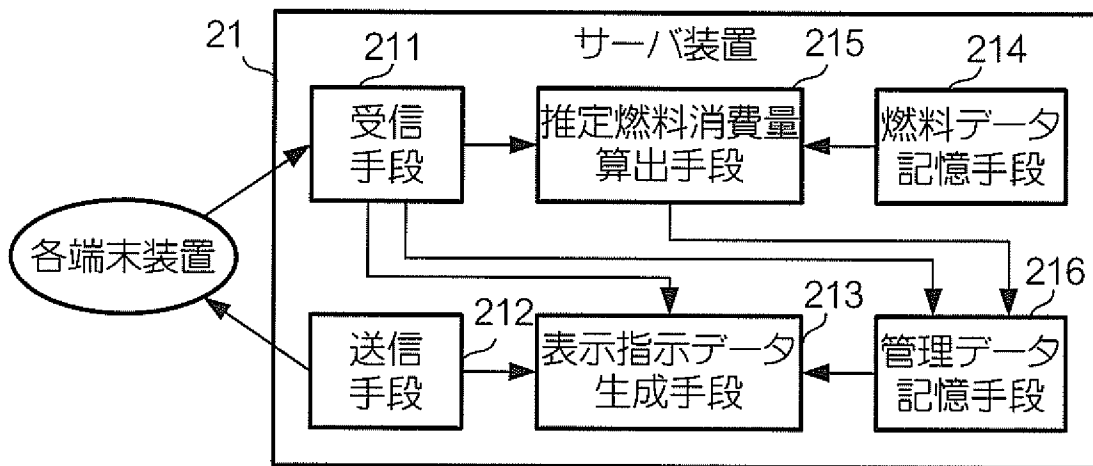 21
サーバ装置
211
受信
手段
215
推定燃料消費量
算出手段
214
燃料データ
記憶手段
各端末装置
送信
手段
212
表示指示データ
生成手段
213
管理データ
記憶手段
216